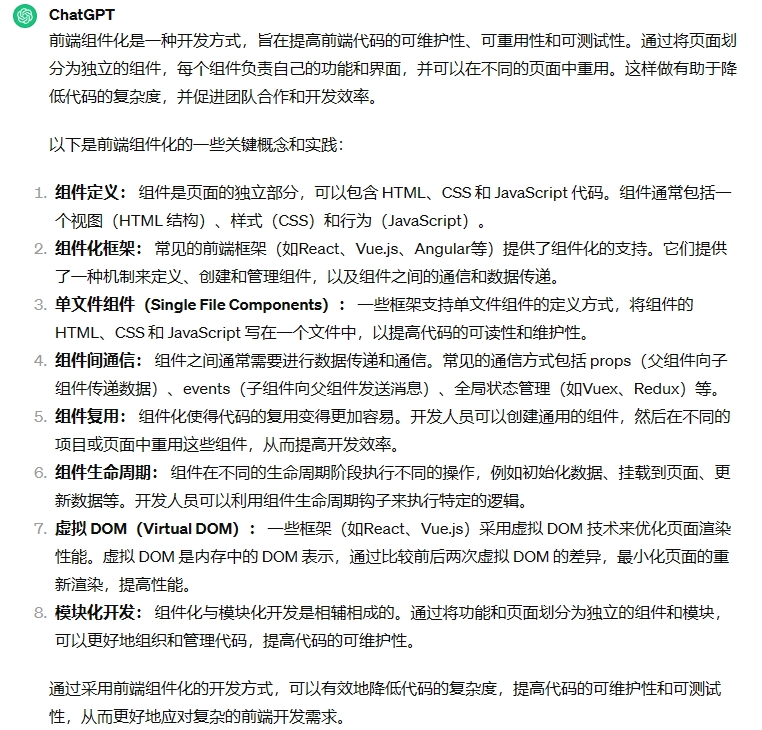 ChatGPT
前端组件化是一种开发方式，旨在提高前端代码的可维护性、可重用性和可测试性。通过将页面划
分为独立的组件，每个组件负责自己的功能和界面，并可以在不同的页面中重用。这样做有助于降
低代码的复杂度，并促进团队合作和开发效率。
以下是前端组件化的一些关键概念和实践：
1. 组件定义： 组件是页面的独立部分，可以包含 HTML、CSS 和 JavaScript 代码。组件通常包括一
个视图（HTML 结构）、样式（CSS）和行为（JavaScript）。
2. 组件化框架： 常见的前端框架（如React、Vue.js、Angular等）提供了组件化的支持。它们提供
了一种机制来定义、创建和管理组件，以及组件之间的通信和数据传递。
3. 单文件组件（Single File Components）： 一些框架支持单文件组件的定义方式，将组件的
HTML、CSS 和 JavaScript 写在一个文件中，以提高代码的可读性和维护性。
4. 组件间通信： 组件之间通常需要进行数据传递和通信。常见的通信方式包括 props（父组件向子
组件传递数据）、events（子组件向父组件发送消息）、全局状态管理（如Vuex、Redux）等。
5. 组件复用： 组件化使得代码的复用变得更加容易。开发人员可以创建通用的组件，然后在不同的
项目或页面中重用这些组件，从而提高开发效率。
6. 组件生命周期： 组件在不同的生命周期阶段执行不同的操作，例如初始化数据、挂载到页面、更
新数据等。开发人员可以利用组件生命周期钩子来执行特定的逻辑。
7. 虚拟 DOM（Virtual DOM）： 一些框架（如React、Vue.js）采用虚拟 DOM 技术来优化页面渲染
性能。虚拟 DOM 是内存中的 DOM 表示，通过比较前后两次虚拟 DOM 的差异，最小化页面的重
新渲染，提高性能。
8. 模块化开发： 组件化与模块化开发是相辅相成的。通过将功能和页面划分为独立的组件和模块，
可以更好地组织和管理代码，提高代码的可维护性。
通过采用前端组件化的开发方式，可以有效地降低代码的复杂度，提高代码的可维护性和可测试
性，从而更好地应对复杂的前端开发需求。